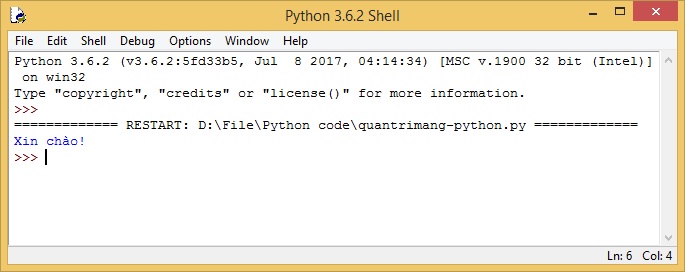 Python 3.6.2 Shell
File Edit Shell Debug Options Window Help
Python 3.6.2 (v3.6.2:5fd33b5, Jul  8 2017, 04:14:34) [MSC v.1900 32 bit (Intel)]
 on win32
Type "copyright", "credits" or "license()" for more information.
>>>
============= RESTART: D:\File\Python code\quantrimang-python.py =============
Xin chào!
>>>
Ln: 6 Col: 4